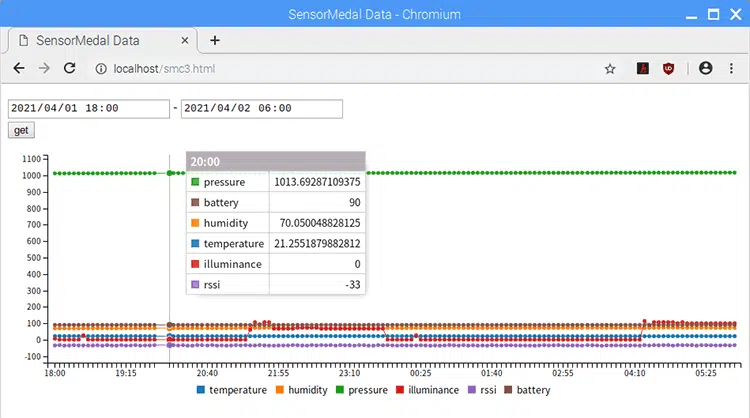 SensorMedal Data - Chromium
SensorMedal Data
localhost/smc3.html
2021/04/01 18:00 - 2021/04/02 06:00
get
1100
1000
900
800
700
600
500
400
300
200
100
0
-100
20:00
pressure 1013.69287109375
battery 90
humidity 70.050048828125
temperature 21.2551879882812
illuminance 0
rssi -33
18:00 19:15 20:40 21:55 23:10 00:25 01:40 02:55 04:10 05:25
temperature humidity pressure illuminance rssi battery